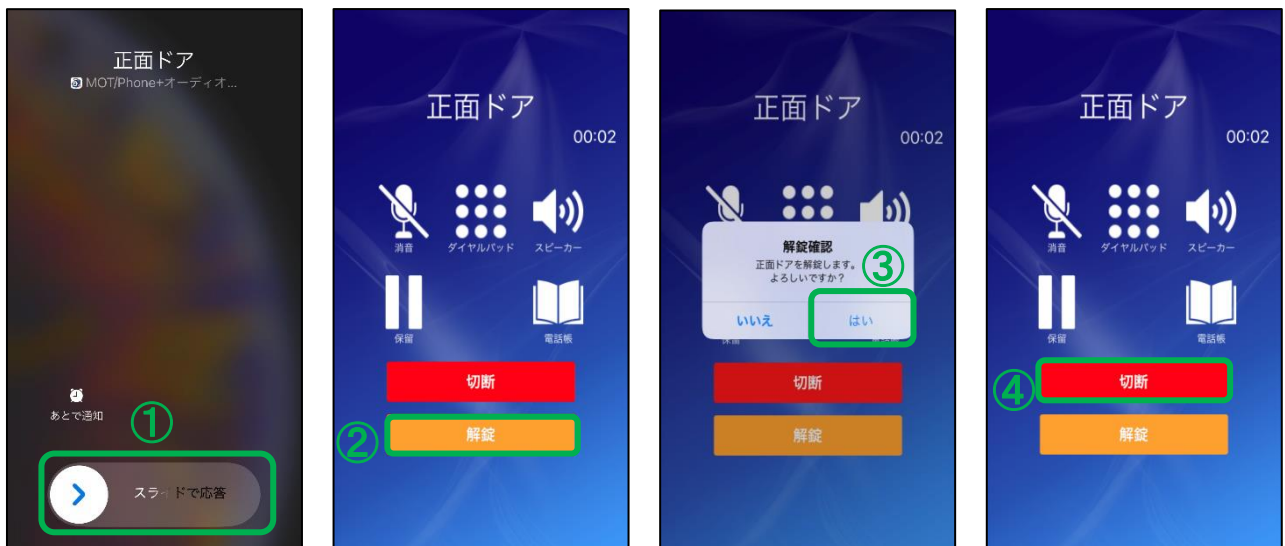 正面ドア
MOT/Phone+オーディオ...
あとで通知
①
スライドで応答
正面ドア
00:02
消音
ダイヤルパッド
スピーカー
保留
電話帳
切断
②
解錠
正面ドア
00:02
解錠確認
正面ドアを解錠します。
よろしいですか？
③
いいえ
はい
切断
解錠
正面ドア
00:02
消音
ダイヤルパッド
スピーカー
保留
電話帳
④
切断
解錠